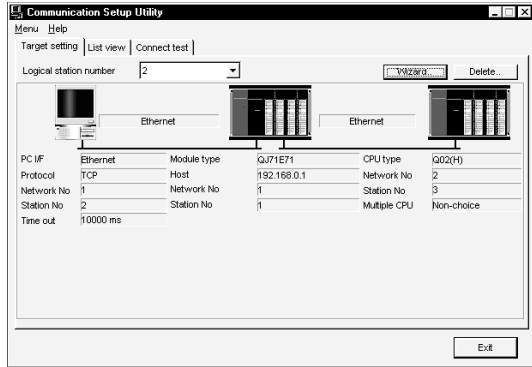 Communication Setup Utility
Menu Help
Target setting List view Connect test
Logical station number 2 Wizard... Delete..
Ethernet Ethernet
PC I/F Ethernet Module type QJ71E71 CPU type Q02(H)
Protocol TCP Host 192.168.0.1 Network No 2
Network No 1 Network No 1 Station No 3
Station No 2 Station No 1 Multiple CPU Non-choice
Time out 10000 ms
Exit